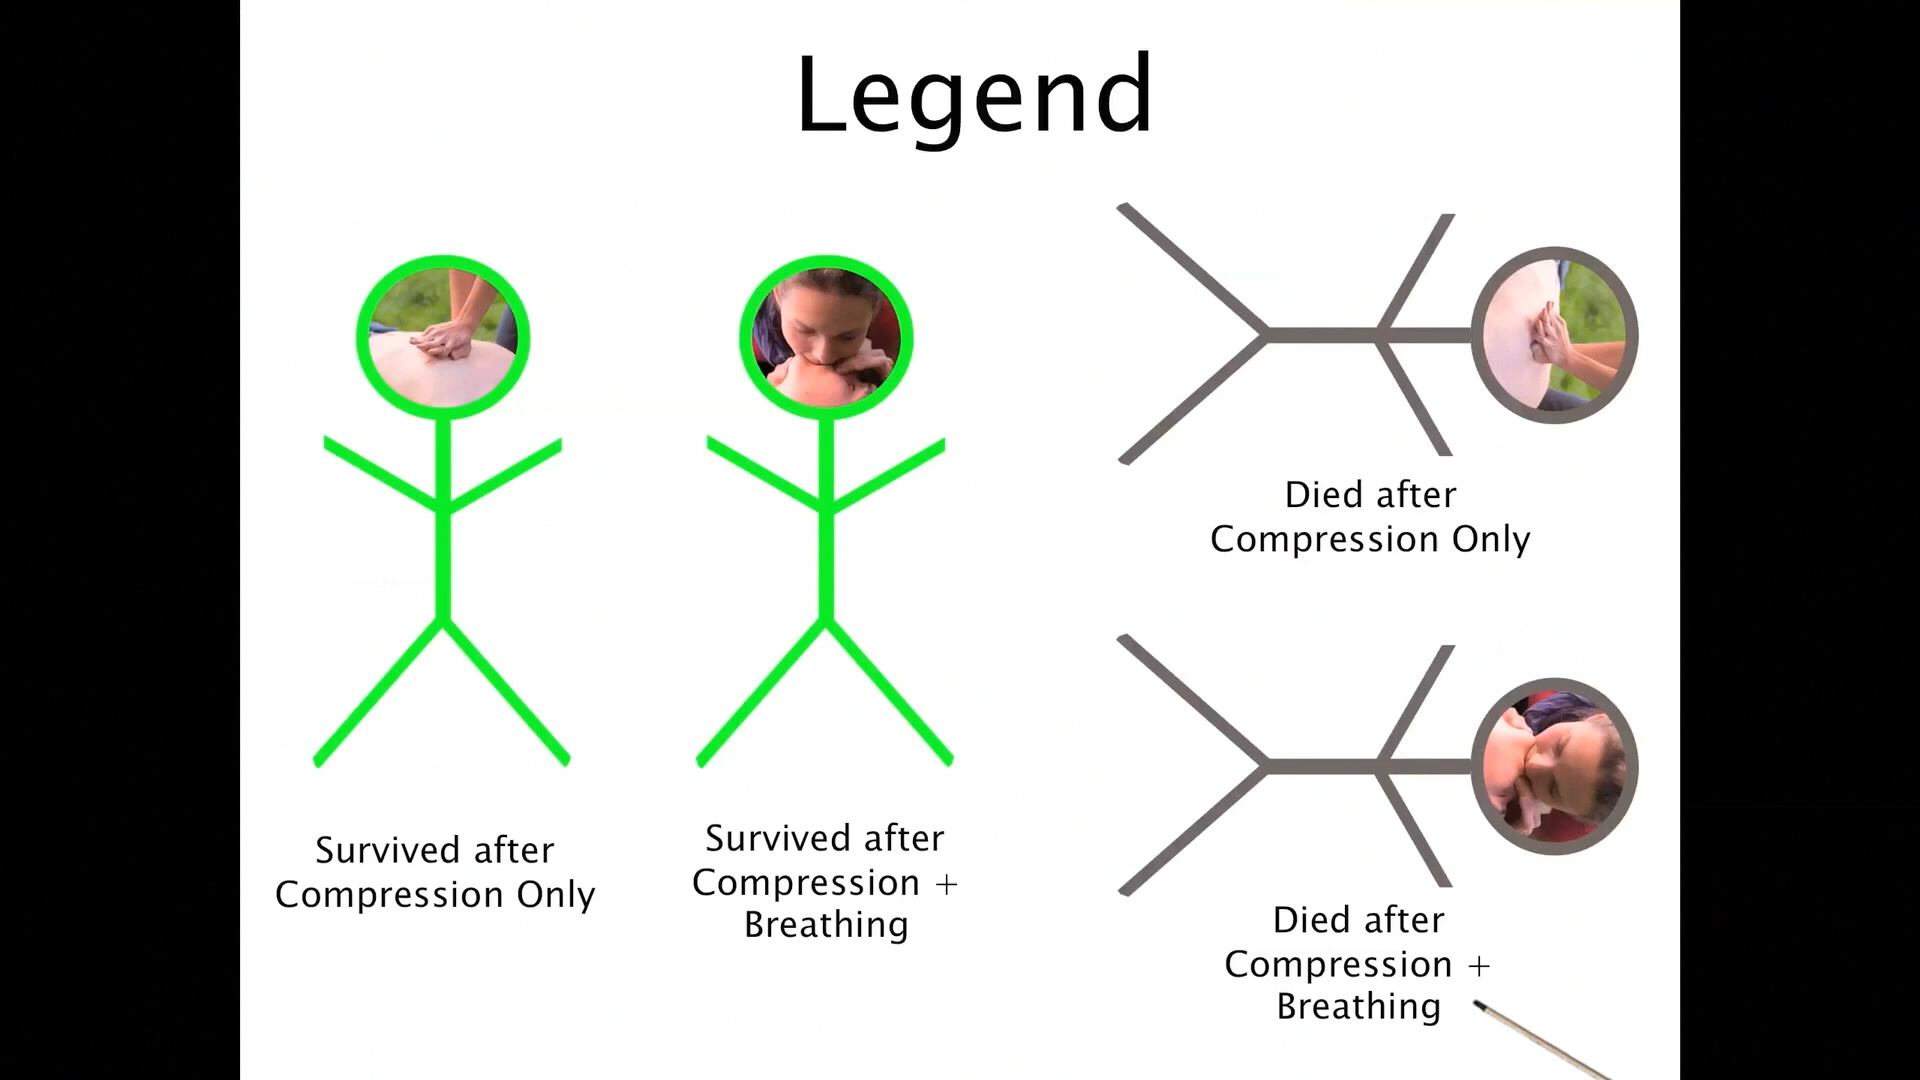 Legend
Survived after
Compression Only
Survived after
Compression +
Breathing
Died after
Compression Only
Died after
Compression +
Breathing